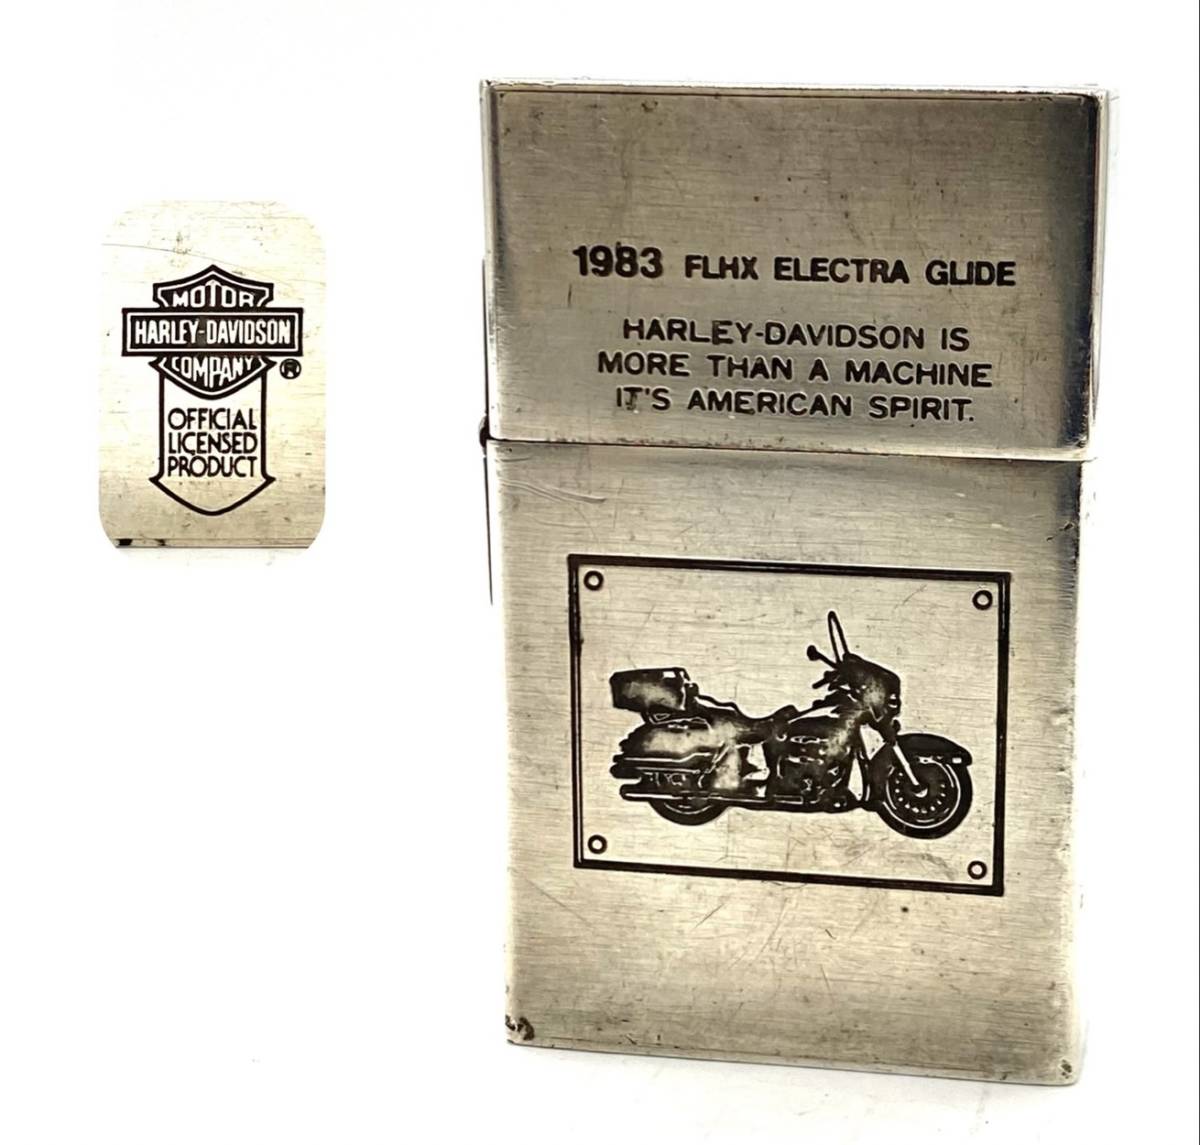 MOTOR
HARLEY-DAVIDSON
COMPANY ®
OFFICIAL
LICENSED
PRODUCT
1983 FLHX ELECTRA GLIDE
HARLEY-DAVIDSON IS
MORE THAN A MACHINE
IT'S AMERICAN SPIRIT.